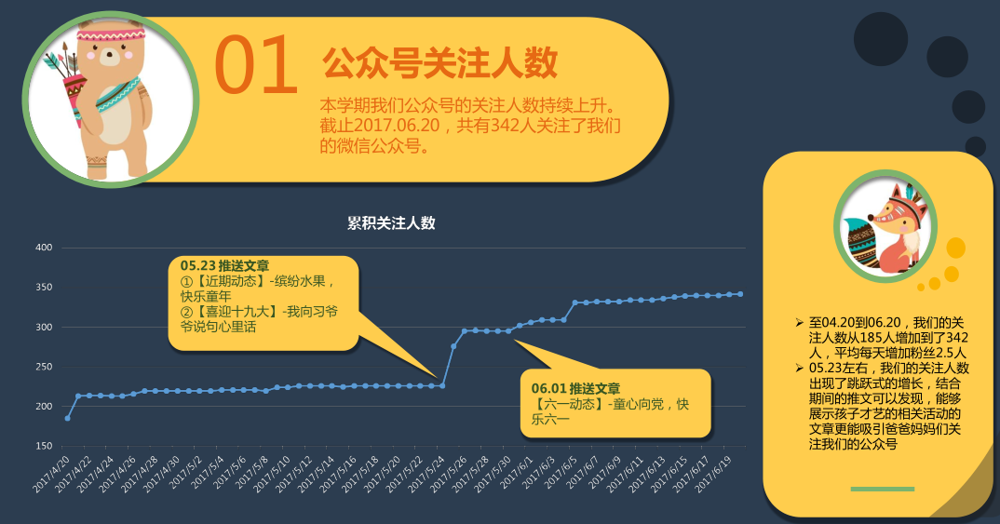 01
公众号关注人数
本学期我们公众号的关注人数持续上升。
截止2017.06.20，共有342人关注了我们
的微信公众号。
累积关注人数
400
350
300
250
200
150
05.23 推送文章
①【近期动态】-缤纷水果，
快乐童年
②【喜迎十九大】-我向习爷
爷说句心里话
06.01 推送文章
【六一动态】-童心向党，快
乐六一
2017/4/20
2017/4/22
2017/4/24
2017/4/26
2017/4/28
2017/4/30
2017/5/2
2017/5/4
2017/5/6
2017/5/8
2017/5/10
2017/5/12
2017/5/14
2017/5/16
2017/5/18
2017/5/20
2017/5/22
2017/5/24
2017/5/26
2017/5/28
2017/5/30
2017/6/1
2017/6/3
2017/6/5
2017/6/7
2017/6/9
2017/6/11
2017/6/13
2017/6/15
2017/6/17
2017/6/19
➢ 至04.20到06.20，我们的关
注人数从185人增加到了342
人，平均每天增加粉丝2.5人
➢ 05.23左右，我们的关注人数
出现了跳跃式的增长，结合
期间的推文可以发现，能够
展示孩子才艺的相关活动的
文章更能吸引爸爸妈妈们关
注我们的公众号